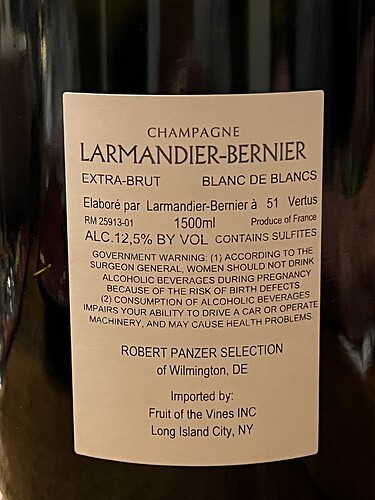 CHAMPAGNE
LARMANDIER-BERNIER
EXTRA-BRUT BLANC DE BLANCS
Elaboré par Larmandier-Bernier à 51 Vertus
RM 25913-01 1500ml Produce of France
ALC.12,5% BY VOL CONTAINS SULFITES
GOVERNMENT WARNING: (1) ACCORDING TO THE
SURGEON GENERAL, WOMEN SHOULD NOT DRINK
ALCOHOLIC BEVERAGES DURING PREGNANCY
BECAUSE OF THE RISK OF BIRTH DEFECTS
(2) CONSUMPTION OF ALCOHOLIC BEVERAGES
IMPAIRS YOUR ABILITY TO DRIVE A CAR OR OPERATE
MACHINERY, AND MAY CAUSE HEALTH PROBLEMS.
ROBERT PANZER SELECTION
of Wilmington, DE
Imported by:
Fruit of the Vines INC
Long Island City, NY